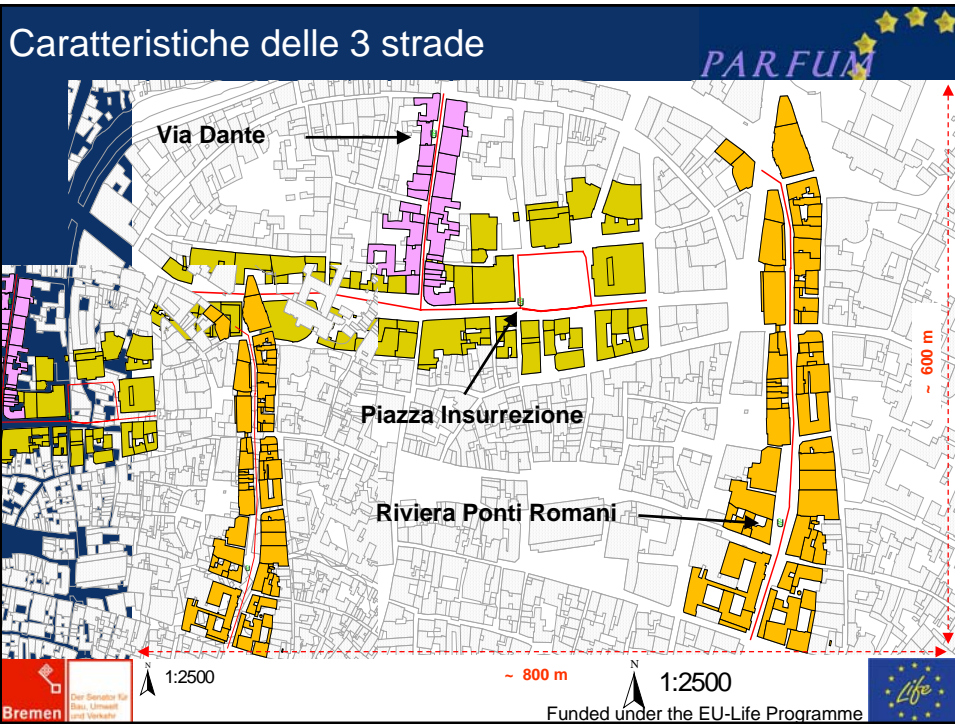 Caratteristiche delle 3 strade
PARFUM
Via Dante
Piazza Insurrezione
Riviera Ponti Romani
~ 600 m
N
1:2500
~ 800 m
N
1:2500
Bremen
Der Senator für
Bau, Umwelt
und Verkehr
Funded under the EU-Life Programme
Life